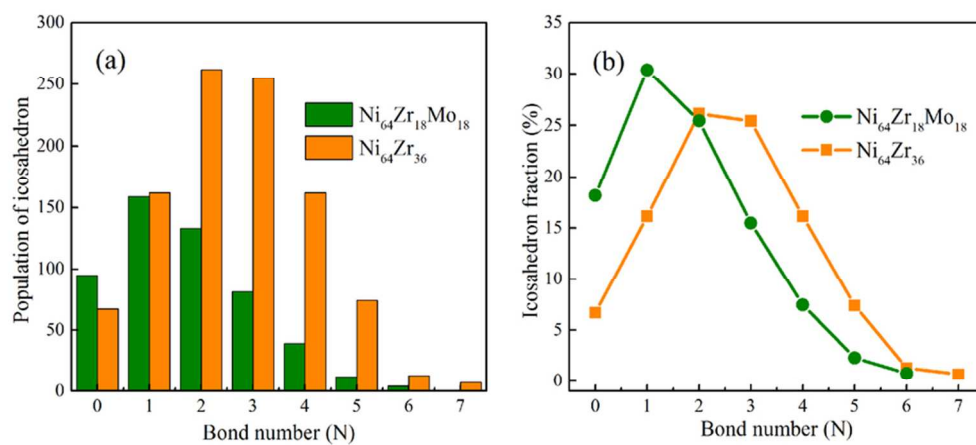 (a)
Population of icosahedron
300
250
200
150
100
50
0
Ni64Zr18Mo18
Ni64Zr36
0 1 2 3 4 5 6 7
Bond number (N)
(b)
Icosahedron fraction (%)
35
30
25
20
15
10
5
0
Ni64Zr18Mo18
Ni64Zr36
0 1 2 3 4 5 6 7
Bond number (N)